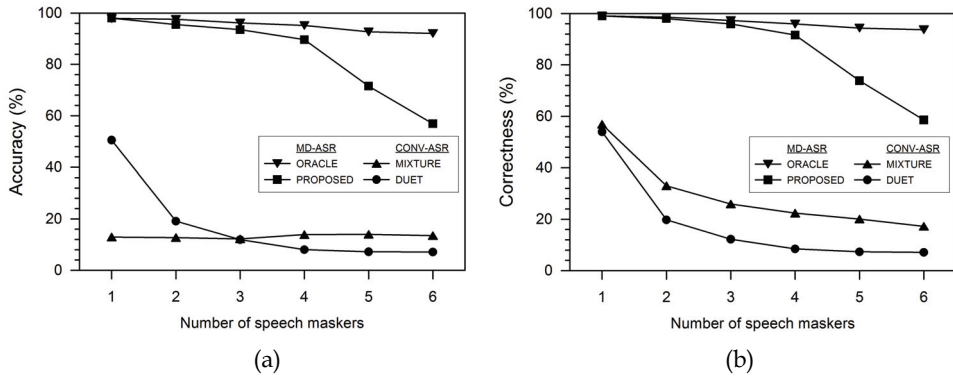 100
80
60
40
20
0
Accuracy (%)
MD-ASR CONV-ASR
ORACLE MIXTURE
PROPOSED DUET
1 2 3 4 5 6
Number of speech maskers
(a)
100
80
60
40
20
0
Correctness (%)
MD-ASR CONV-ASR
ORACLE MIXTURE
PROPOSED DUET
1 2 3 4 5 6
Number of speech maskers
(b)